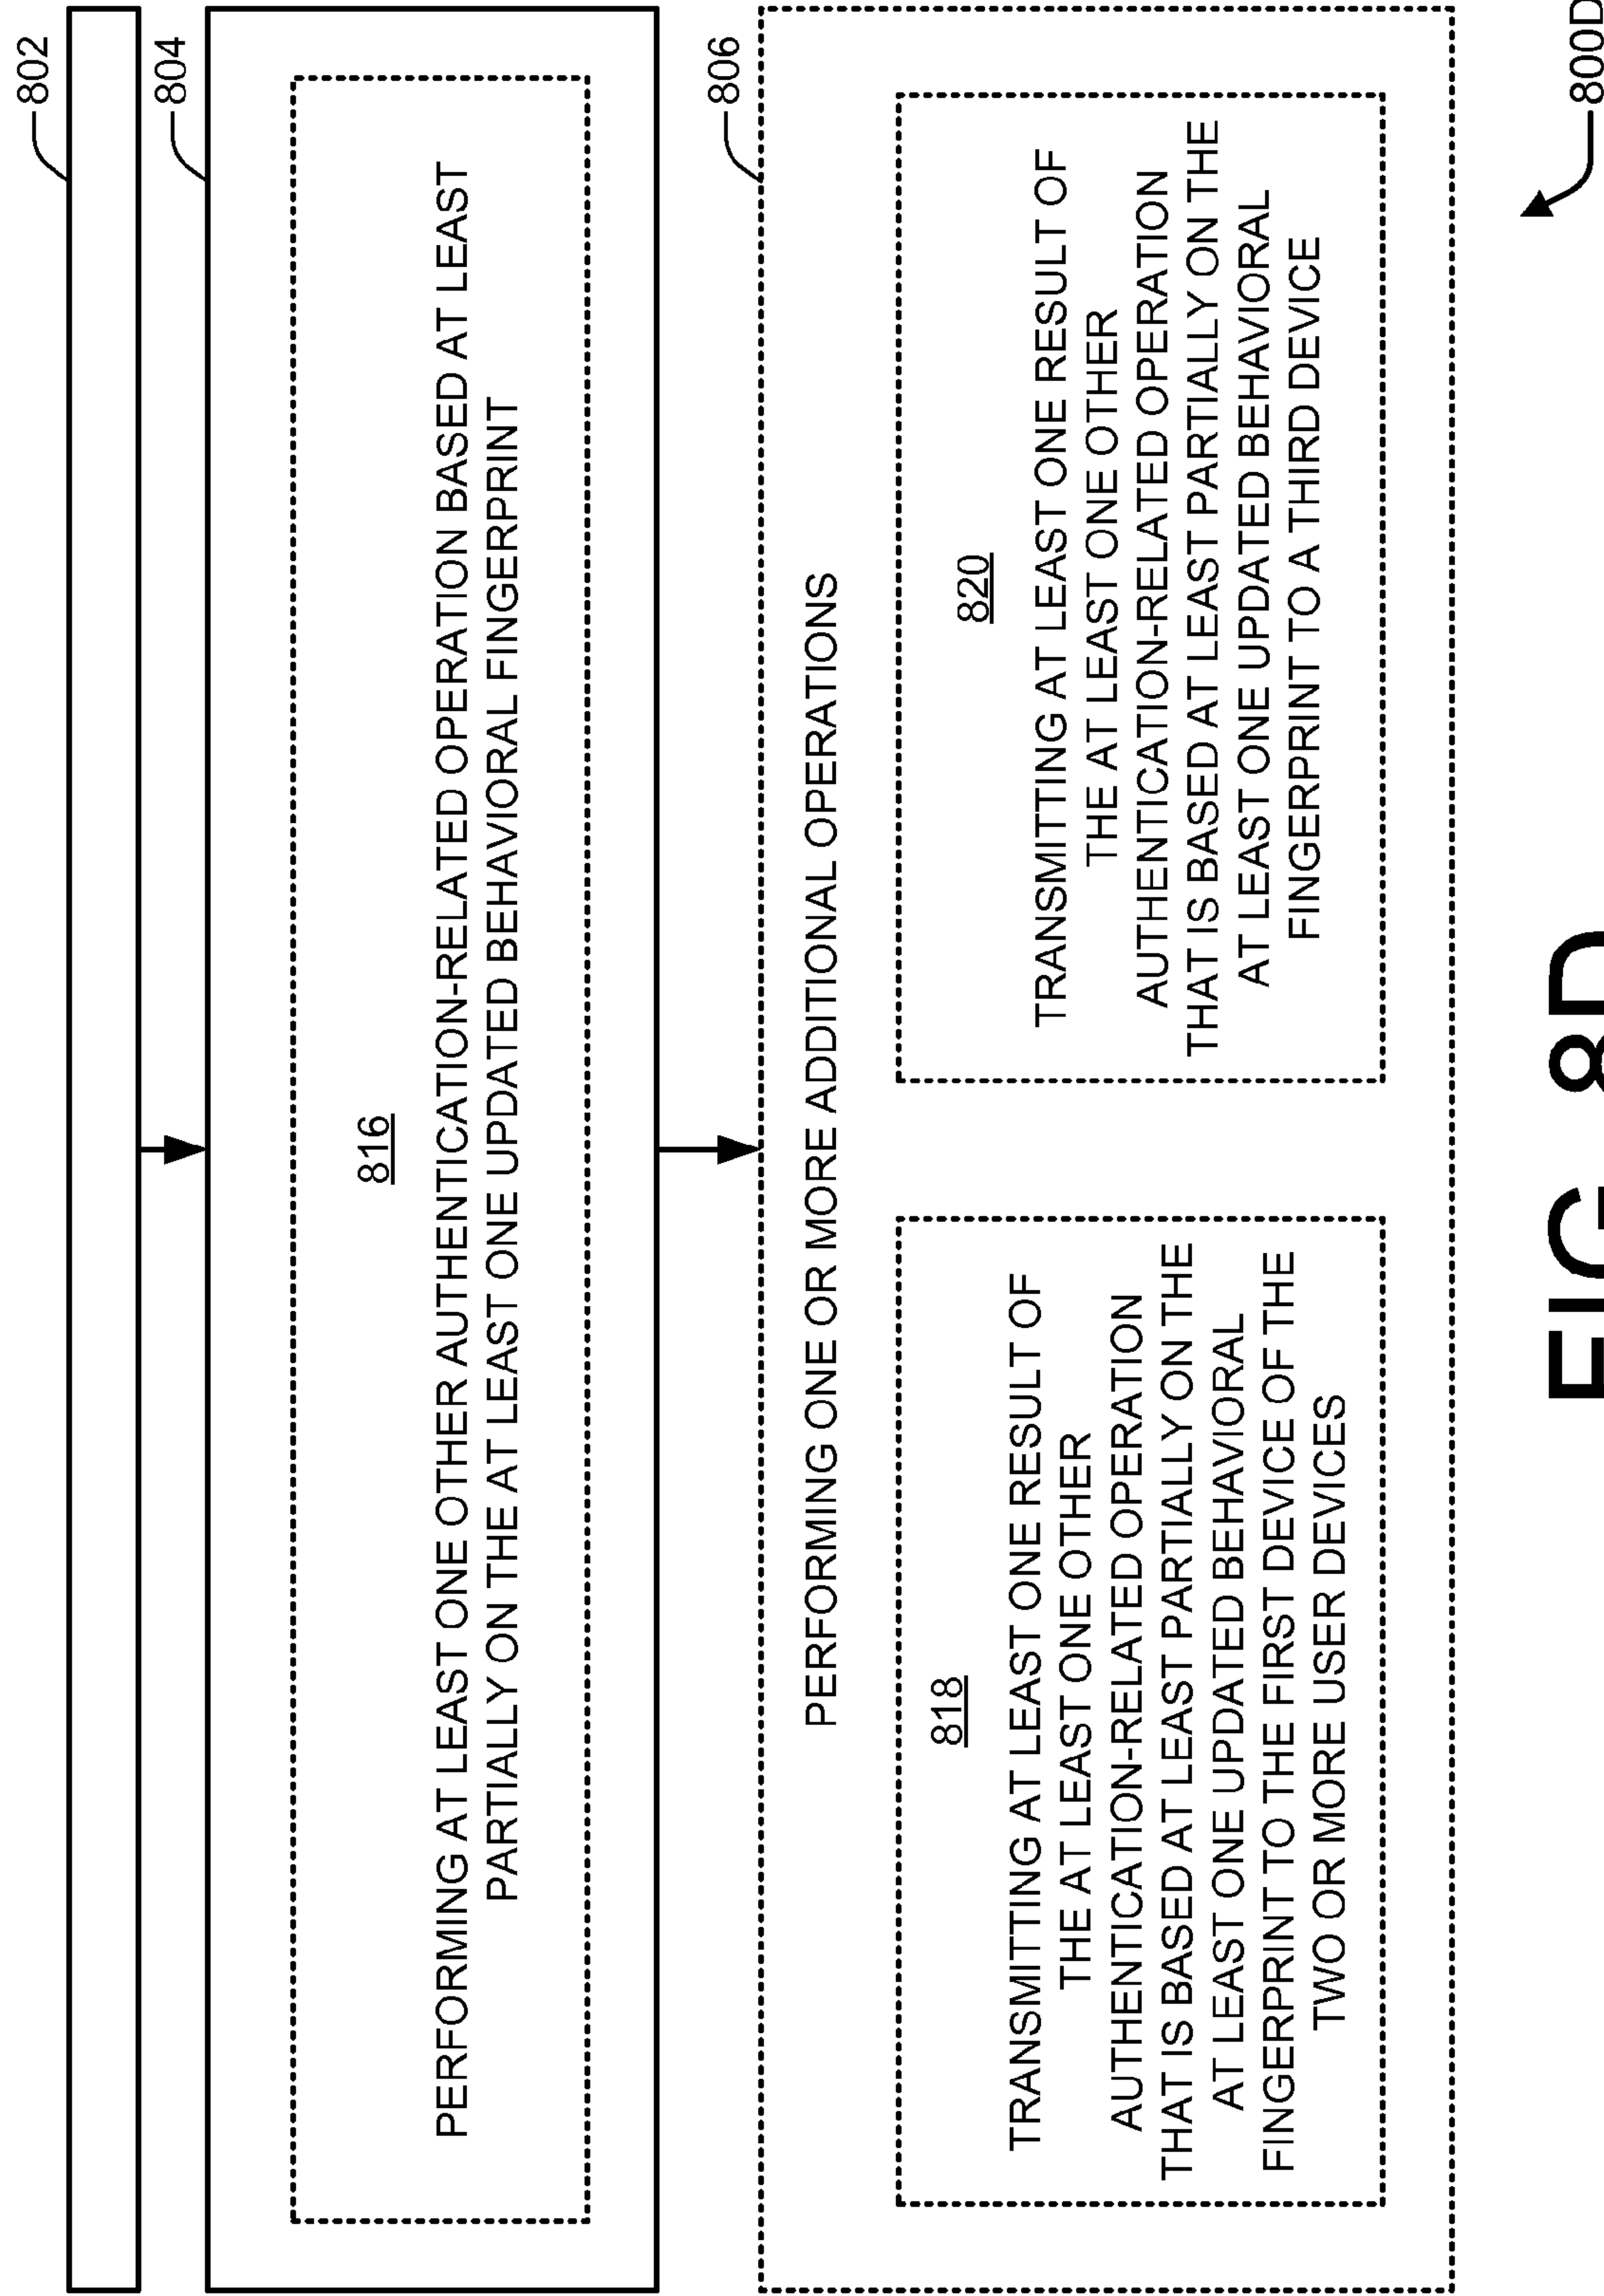 802
804
816
PERFORMING AT LEAST ONE OTHER AUTHENTICATION-RELATED OPERATION BASED AT LEAST
PARTIALLY ON THE AT LEAST ONE UPDATED BEHAVIORAL FINGERPRINT
806
PERFORMING ONE OR MORE ADDITIONAL OPERATIONS
818
TRANSMITTING AT LEAST ONE RESULT OF
THE AT LEAST ONE OTHER
AUTHENTICATION-RELATED OPERATION
THAT IS BASED AT LEAST PARTIALLY ON THE
AT LEAST ONE UPDATED BEHAVIORAL
FINGERPRINT TO THE FIRST DEVICE OF THE
TWO OR MORE USER DEVICES
820
TRANSMITTING AT LEAST ONE RESULT OF
THE AT LEAST ONE OTHER
AUTHENTICATION-RELATED OPERATION
THAT IS BASED AT LEAST PARTIALLY ON THE
AT LEAST ONE UPDATED BEHAVIORAL
FINGERPRINT TO A THIRD DEVICE
800D
FIG. 8D